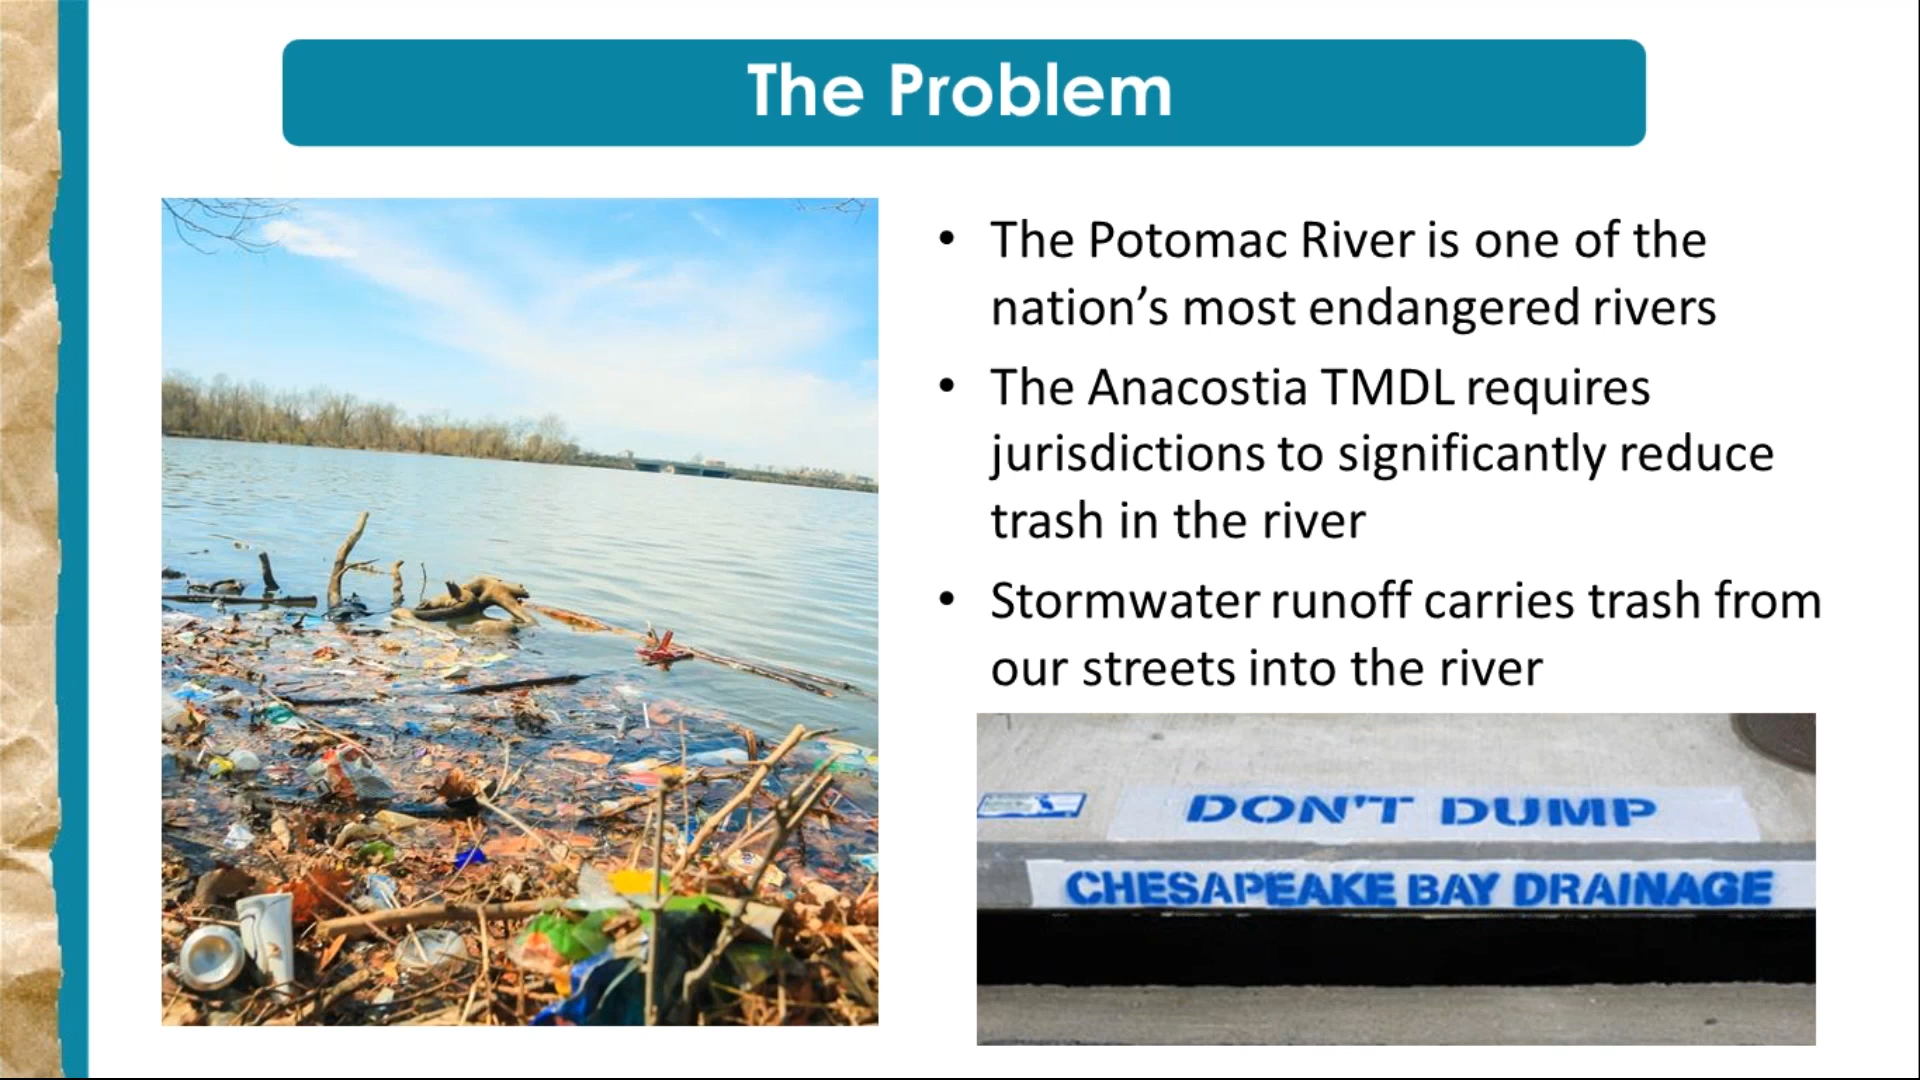 The Problem
• The Potomac River is one of the
nation’s most endangered rivers
• The Anacostia TMDL requires
jurisdictions to significantly reduce
trash in the river
• Stormwater runoff carries trash from
our streets into the river
DON'T DUMP
CHESAPEAKE BAY DRAINAGE